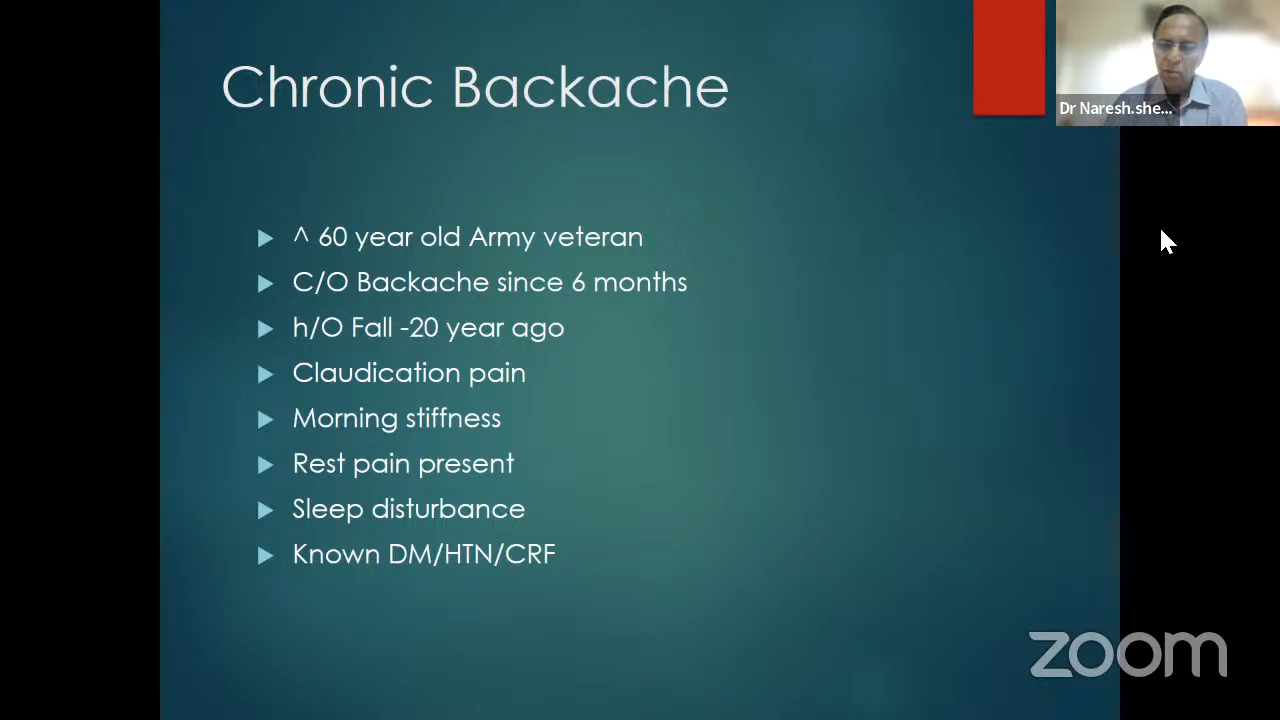 Chronic Backache
Dr Naresh.she...
^ 60 year old Army veteran
C/O Backache since 6 months
h/O Fall -20 year ago
Claudication pain
Morning stiffness
Rest pain present
Sleep disturbance
Known DM/HTN/CRF
zoom